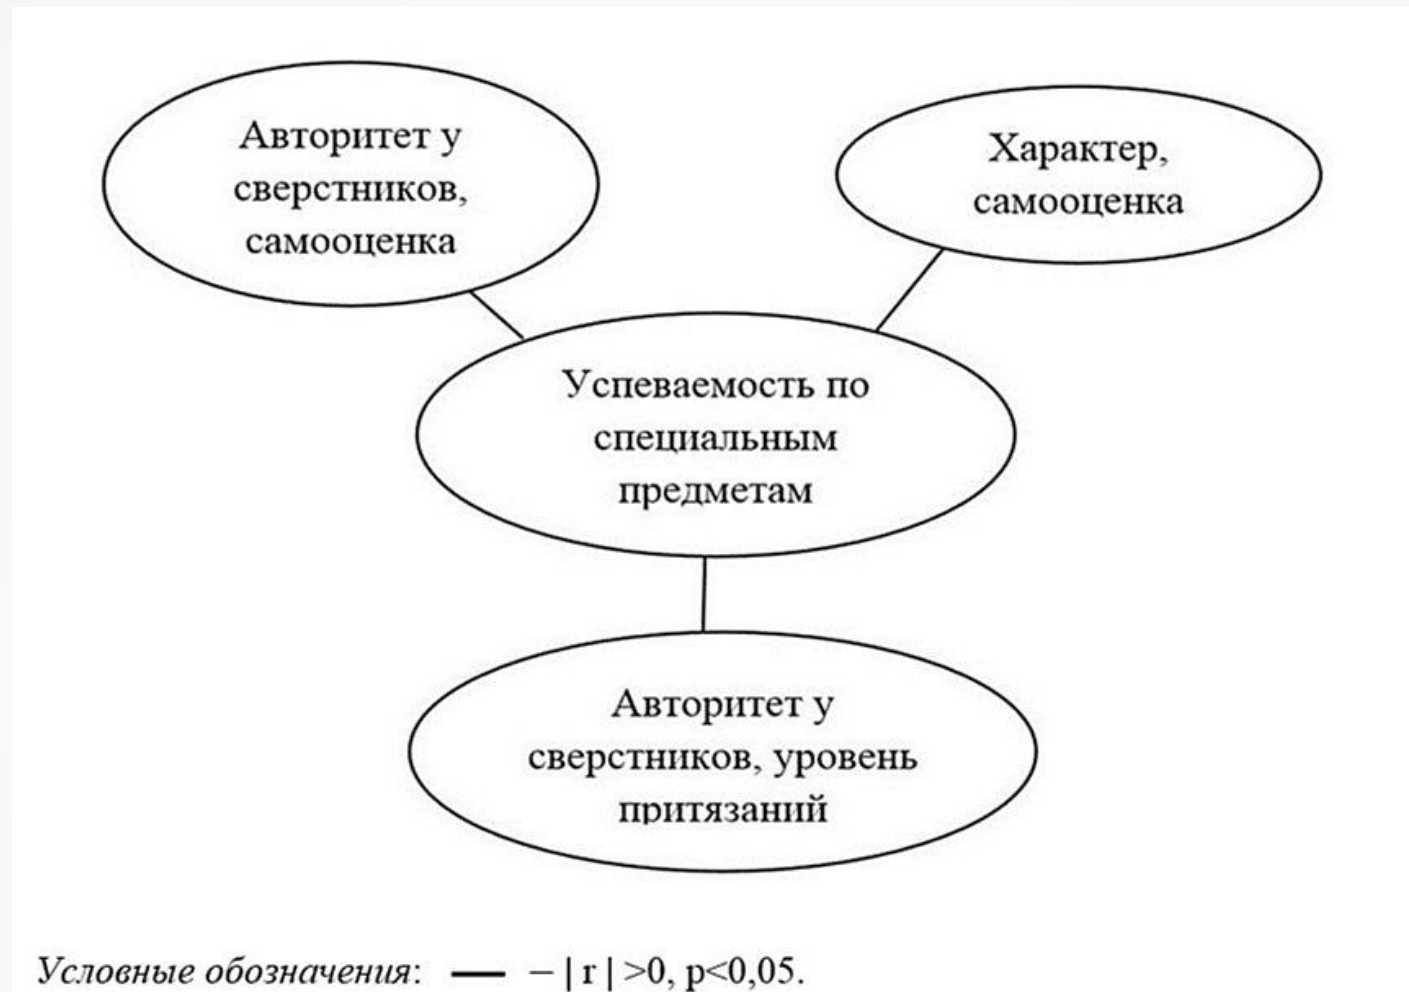 Авторитет у
сверстников,
самооценка
Характер,
самооценка
Успеваемость по
специальным
предметам
Авторитет у
сверстников, уровень
притязаний
Условные обозначения: — – | r | >0, p<0,05.